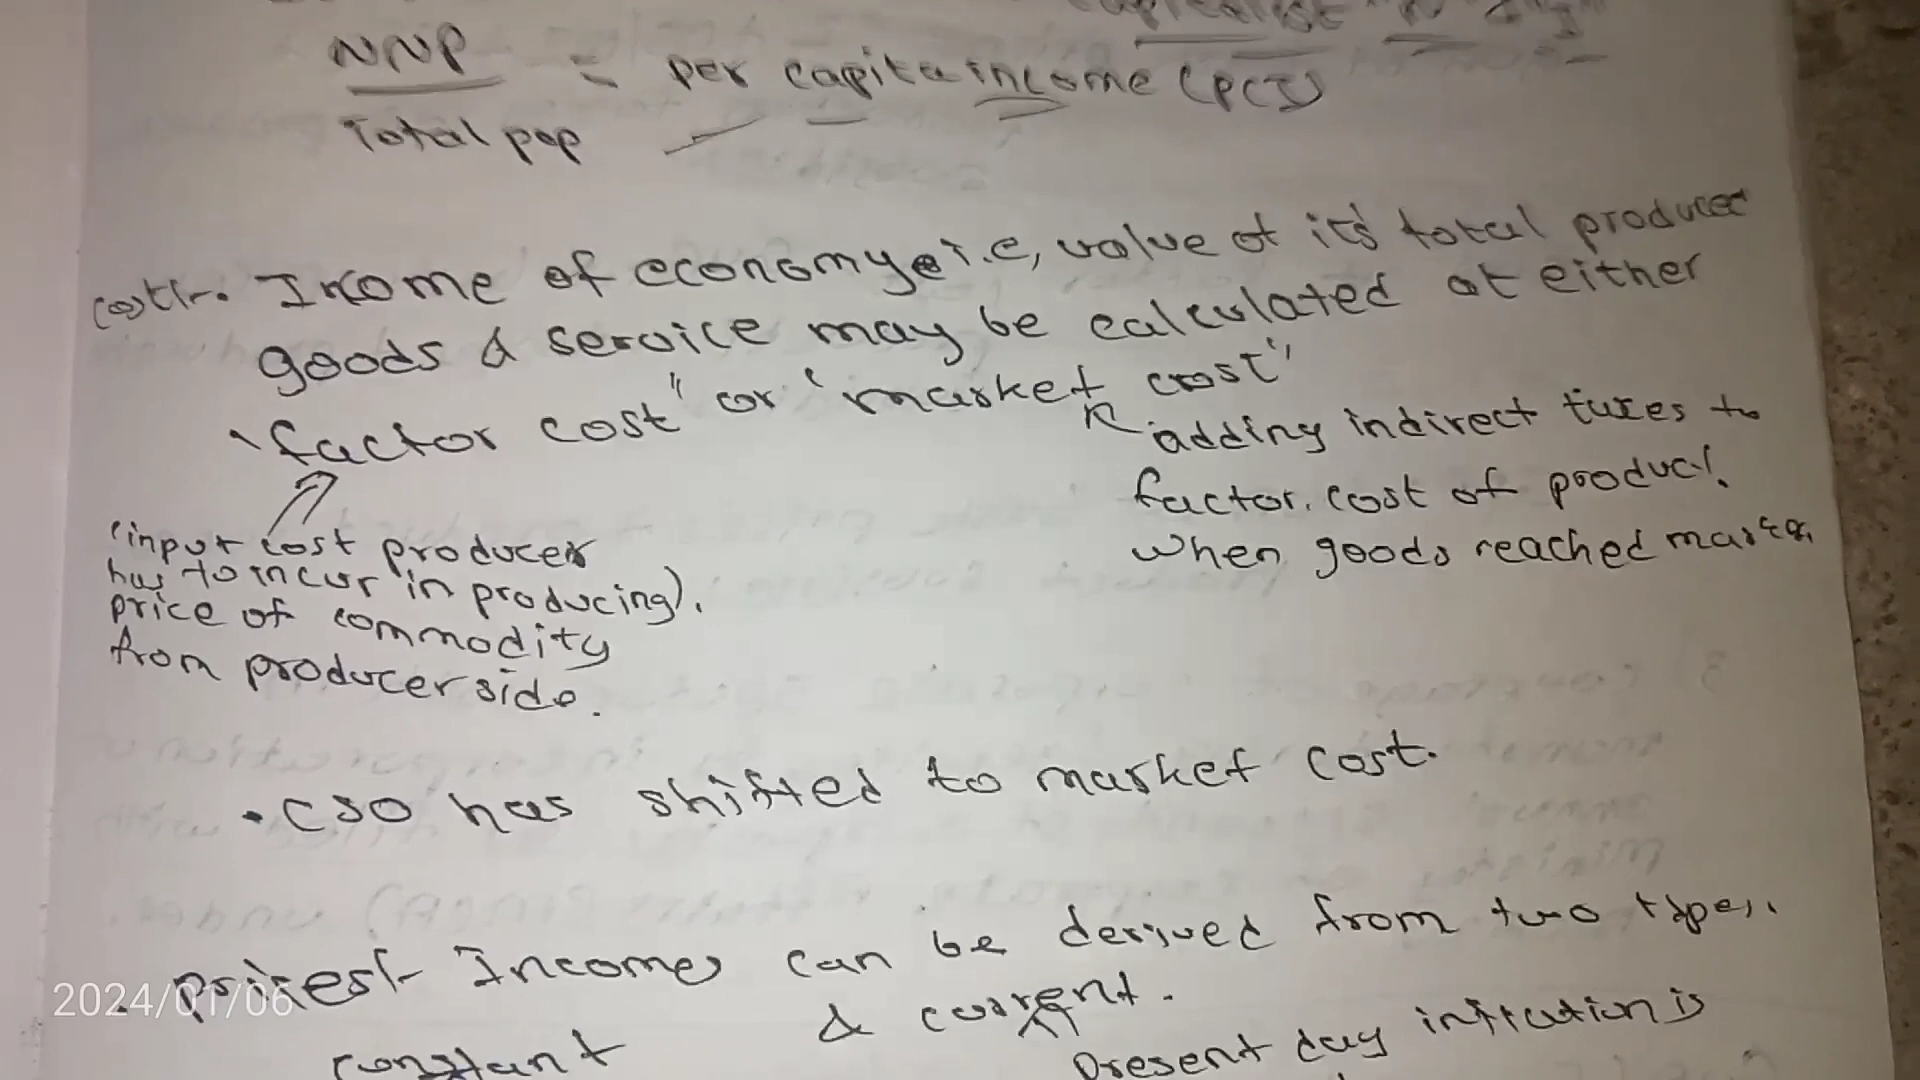 NNP
Total pop
= per capita income (PCI)
cost:-. Income of economy i.e, value of it's total produced
goods & service may be calculated at either
"factor cost" or "market cost"
adding indirect taxes to
factor cost of product.
when goods reached market
(input cost producer
has to incur in producing).
price of commodity
from producer side.
• CSO has shifted to market cost.
. prices:- Incomes can be derived from two types.
constant & current.
present day inflation is
2024/01/06